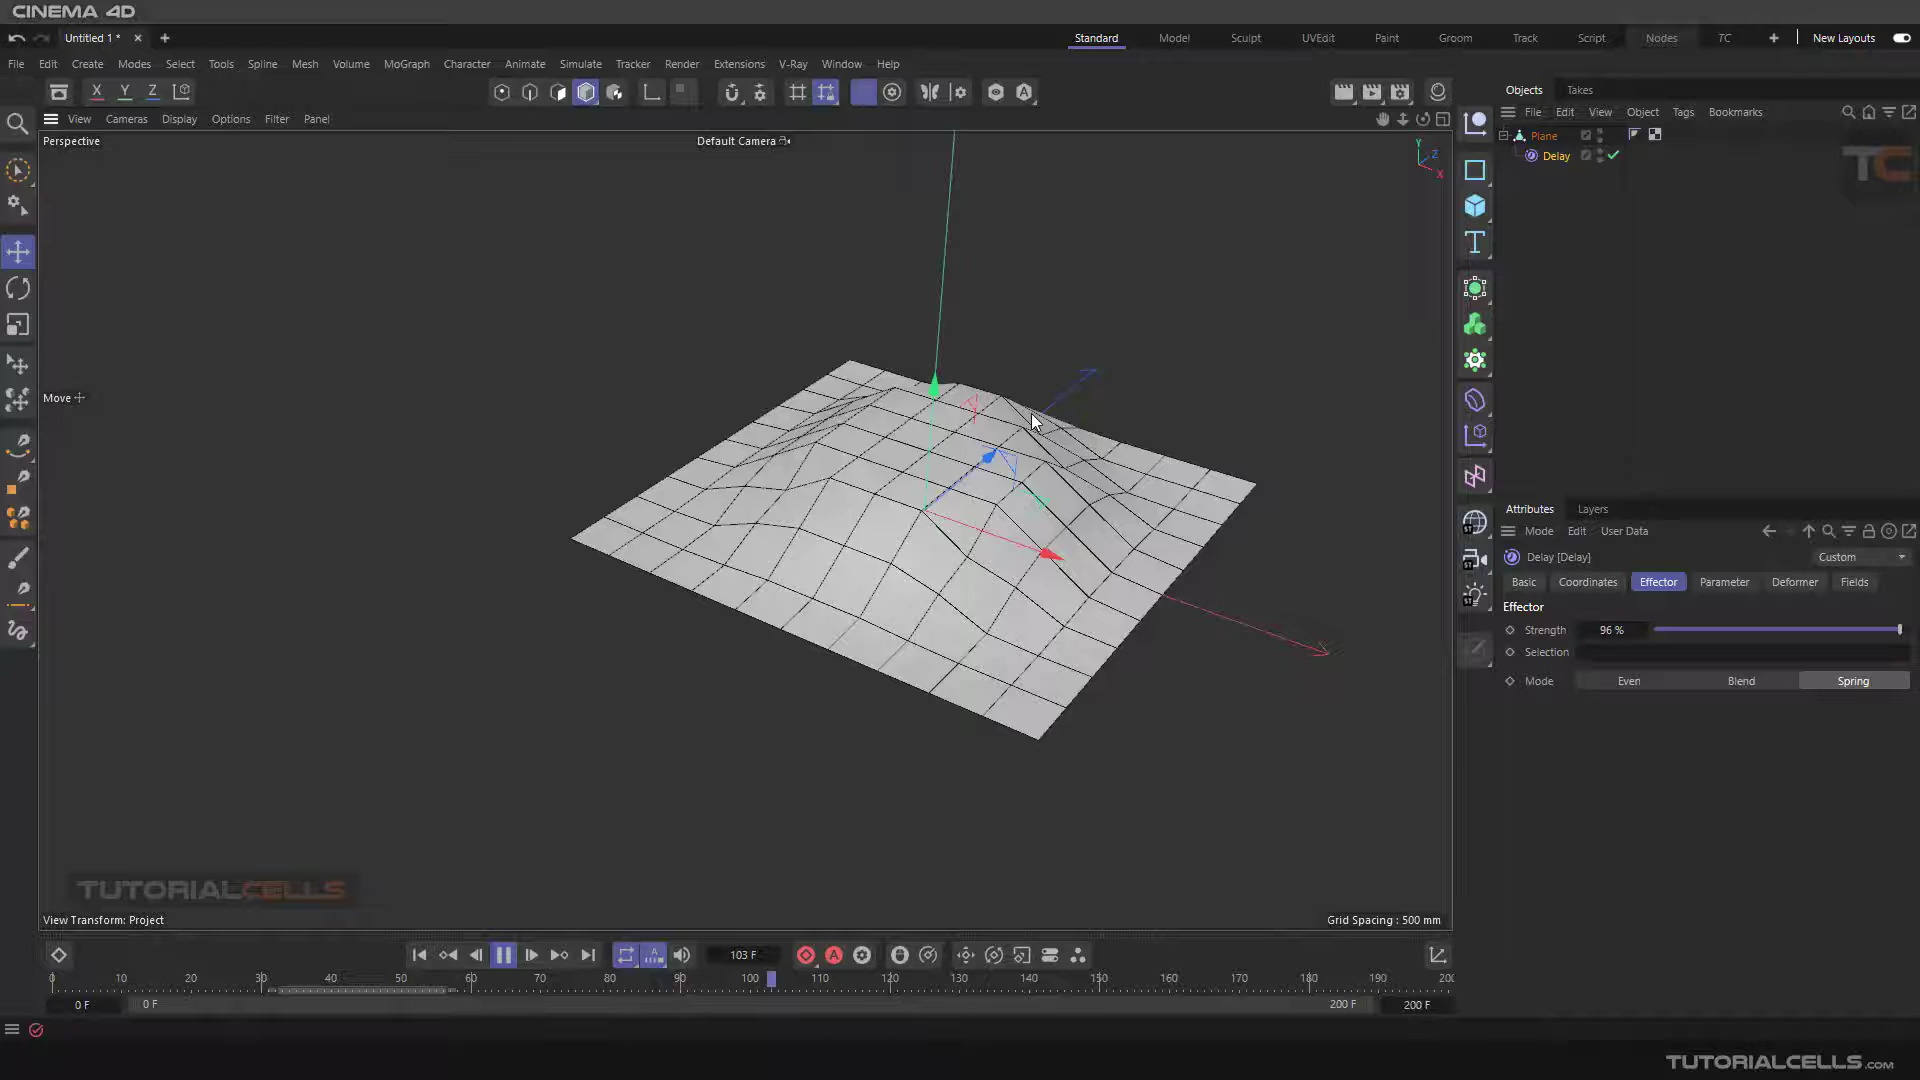 CINEMA 4D
Untitled 1 *
Standard Model Sculpt UVEdit Paint Groom Track Script Nodes TC New Layouts
File Edit Create Modes Select Tools Spline Mesh Volume MoGraph Character Animate Simulate Tracker Render Extensions V-Ray Window Help
X Y Z
Objects Takes
File Edit View Object Tags Bookmarks
View Cameras Display Options Filter Panel
Perspective
Default Camera
Y Z X
Plane
Delay
TC
Move
Attributes Layers
Mode Edit User Data
Delay [Delay]
Custom
Basic Coordinates Effector Parameter Deformer Fields
Effector
Strength 96 %
Selection
Mode Even Blend Spring
TUTORIALCELLS
View Transform: Project
Grid Spacing : 500 mm
103 F
0 10 20 30 40 50 60 70 80 90 100 110 120 130 140 150 160 170 180 190 200
0 F 0 F 200 F 200 F
TUTORIALCELLS.COM